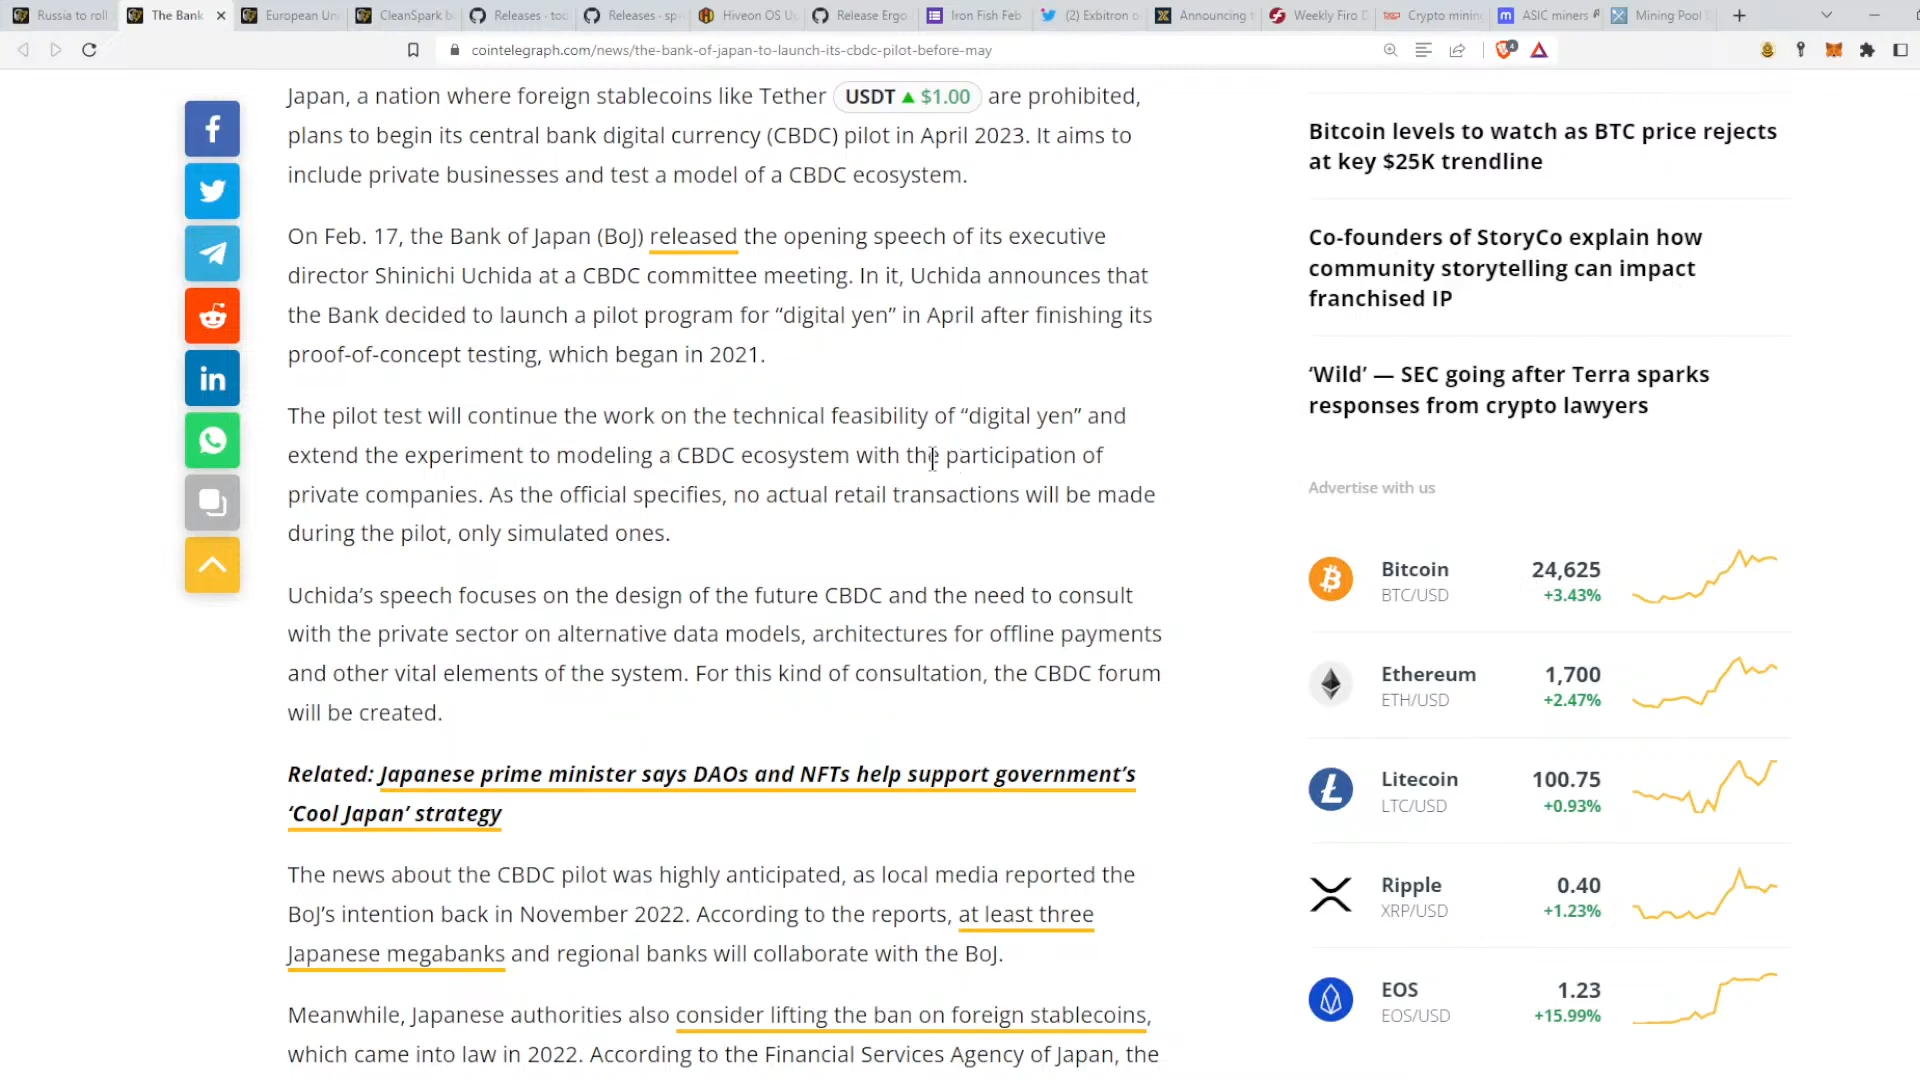 Russia to roll
The Bank
European Un
CleanSpark b
Releases · too
Releases · sp
Hiveon OS U
Release Ergo
Iron Fish Feb
(2) Exbitron o
Announcing t
Weekly Firo D
Crypto minin
ASIC miners
Mining Pool
cointelegraph.com/news/the-bank-of-japan-to-launch-its-cbdc-pilot-before-may
Japan, a nation where foreign stablecoins like Tether USDT ▲ $1.00 are prohibited,
plans to begin its central bank digital currency (CBDC) pilot in April 2023. It aims to
include private businesses and test a model of a CBDC ecosystem.
On Feb. 17, the Bank of Japan (BoJ) released the opening speech of its executive
director Shinichi Uchida at a CBDC committee meeting. In it, Uchida announces that
the Bank decided to launch a pilot program for “digital yen” in April after finishing its
proof-of-concept testing, which began in 2021.
The pilot test will continue the work on the technical feasibility of “digital yen” and
extend the experiment to modeling a CBDC ecosystem with the participation of
private companies. As the official specifies, no actual retail transactions will be made
during the pilot, only simulated ones.
Uchida’s speech focuses on the design of the future CBDC and the need to consult
with the private sector on alternative data models, architectures for offline payments
and other vital elements of the system. For this kind of consultation, the CBDC forum
will be created.
Related: Japanese prime minister says DAOs and NFTs help support government’s
‘Cool Japan’ strategy
The news about the CBDC pilot was highly anticipated, as local media reported the
BoJ’s intention back in November 2022. According to the reports, at least three
Japanese megabanks and regional banks will collaborate with the BoJ.
Meanwhile, Japanese authorities also consider lifting the ban on foreign stablecoins,
which came into law in 2022. According to the Financial Services Agency of Japan, the
Bitcoin levels to watch as BTC price rejects
at key $25K trendline
Co-founders of StoryCo explain how
community storytelling can impact
franchised IP
‘Wild’ — SEC going after Terra sparks
responses from crypto lawyers
Advertise with us
Bitcoin 24,625
BTC/USD +3.43%
Ethereum 1,700
ETH/USD +2.47%
Litecoin 100.75
LTC/USD +0.93%
Ripple 0.40
XRP/USD +1.23%
EOS 1.23
EOS/USD +15.99%